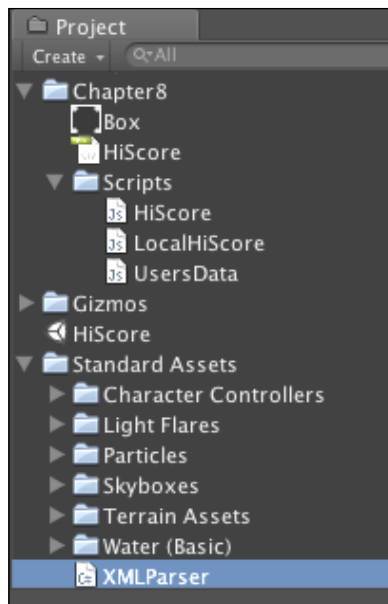 Project
Create All
Chapter8
Box
HiScore
Scripts
Js HiScore
Js LocalHiScore
Js UsersData
Gizmos
HiScore
Standard Assets
Character Controllers
Light Flares
Particles
Skyboxes
Terrain Assets
Water (Basic)
C# XMLParser